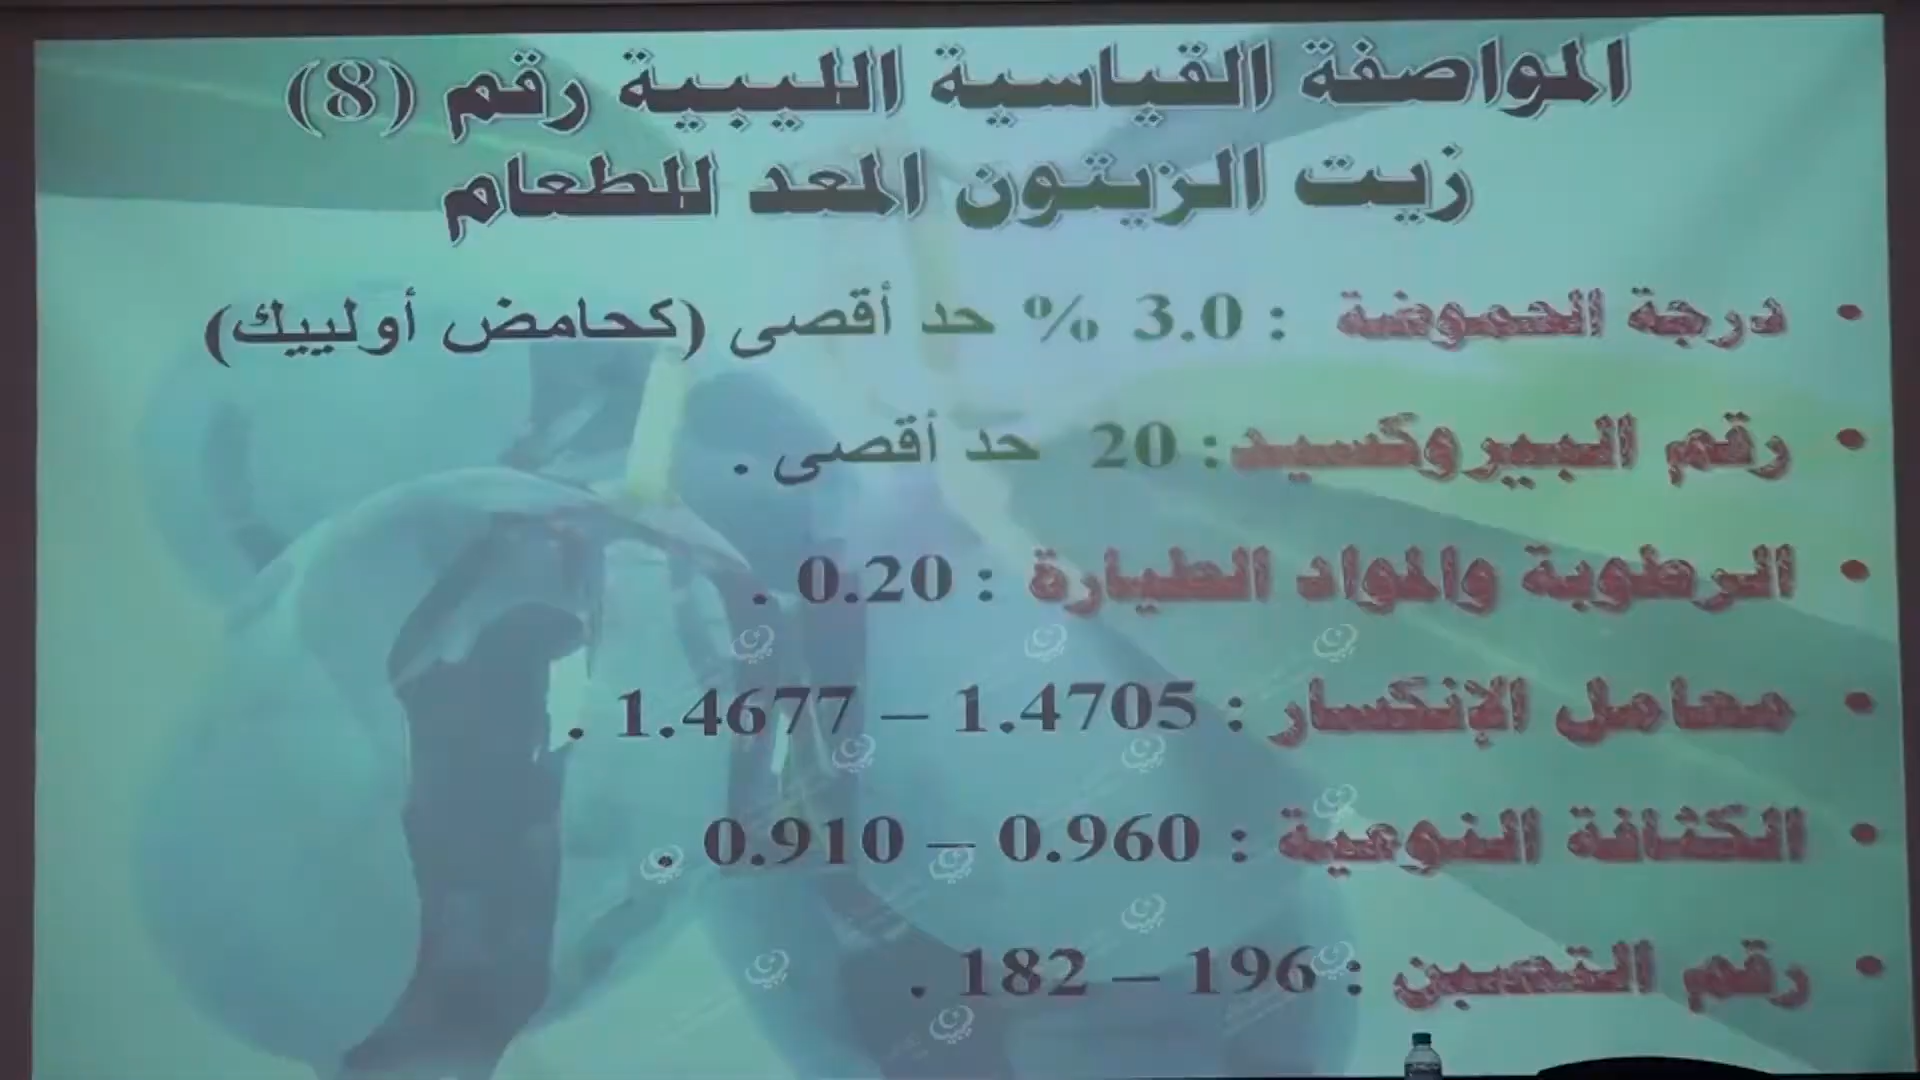 المواصفة القياسية الليبية رقم (8)
زيت الزيتون المعد للطعام
• درجة الحموضة : 3.0 % حد أقصى (كحامض أولييك)
• رقم البيروكسيد: 20 حد أقصى .
• الرطوبة والمواد الطيارة : 0.20 .
• معامل الإنكسار : 1.4705 – 1.4677 .
• الكثافة النوعية : 0.960 – 0.910 .
• رقم التصبن : 196 – 182 .